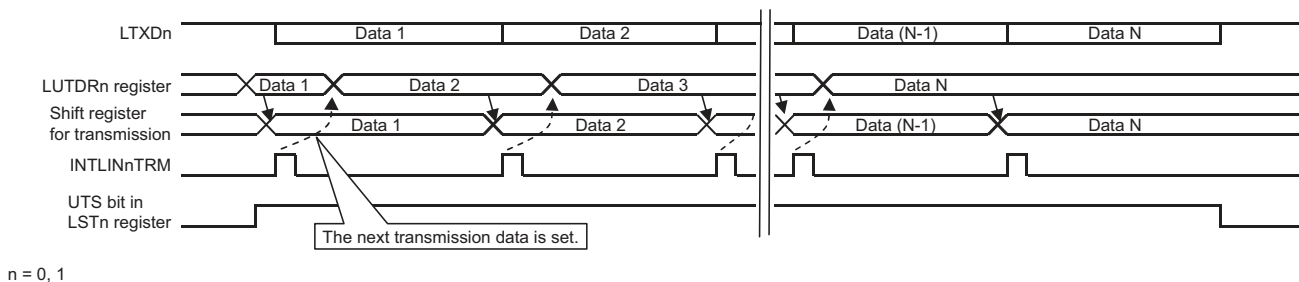 LTXDn
Data 1 Data 2 Data (N-1) Data N
LUTDRn register
Data 1 Data 2 Data 3 Data N
Shift register
for transmission
Data 1 Data 2 Data (N-1) Data N
INTLINnTRM
UTS bit in
LSTn register
The next transmission data is set.
n = 0, 1